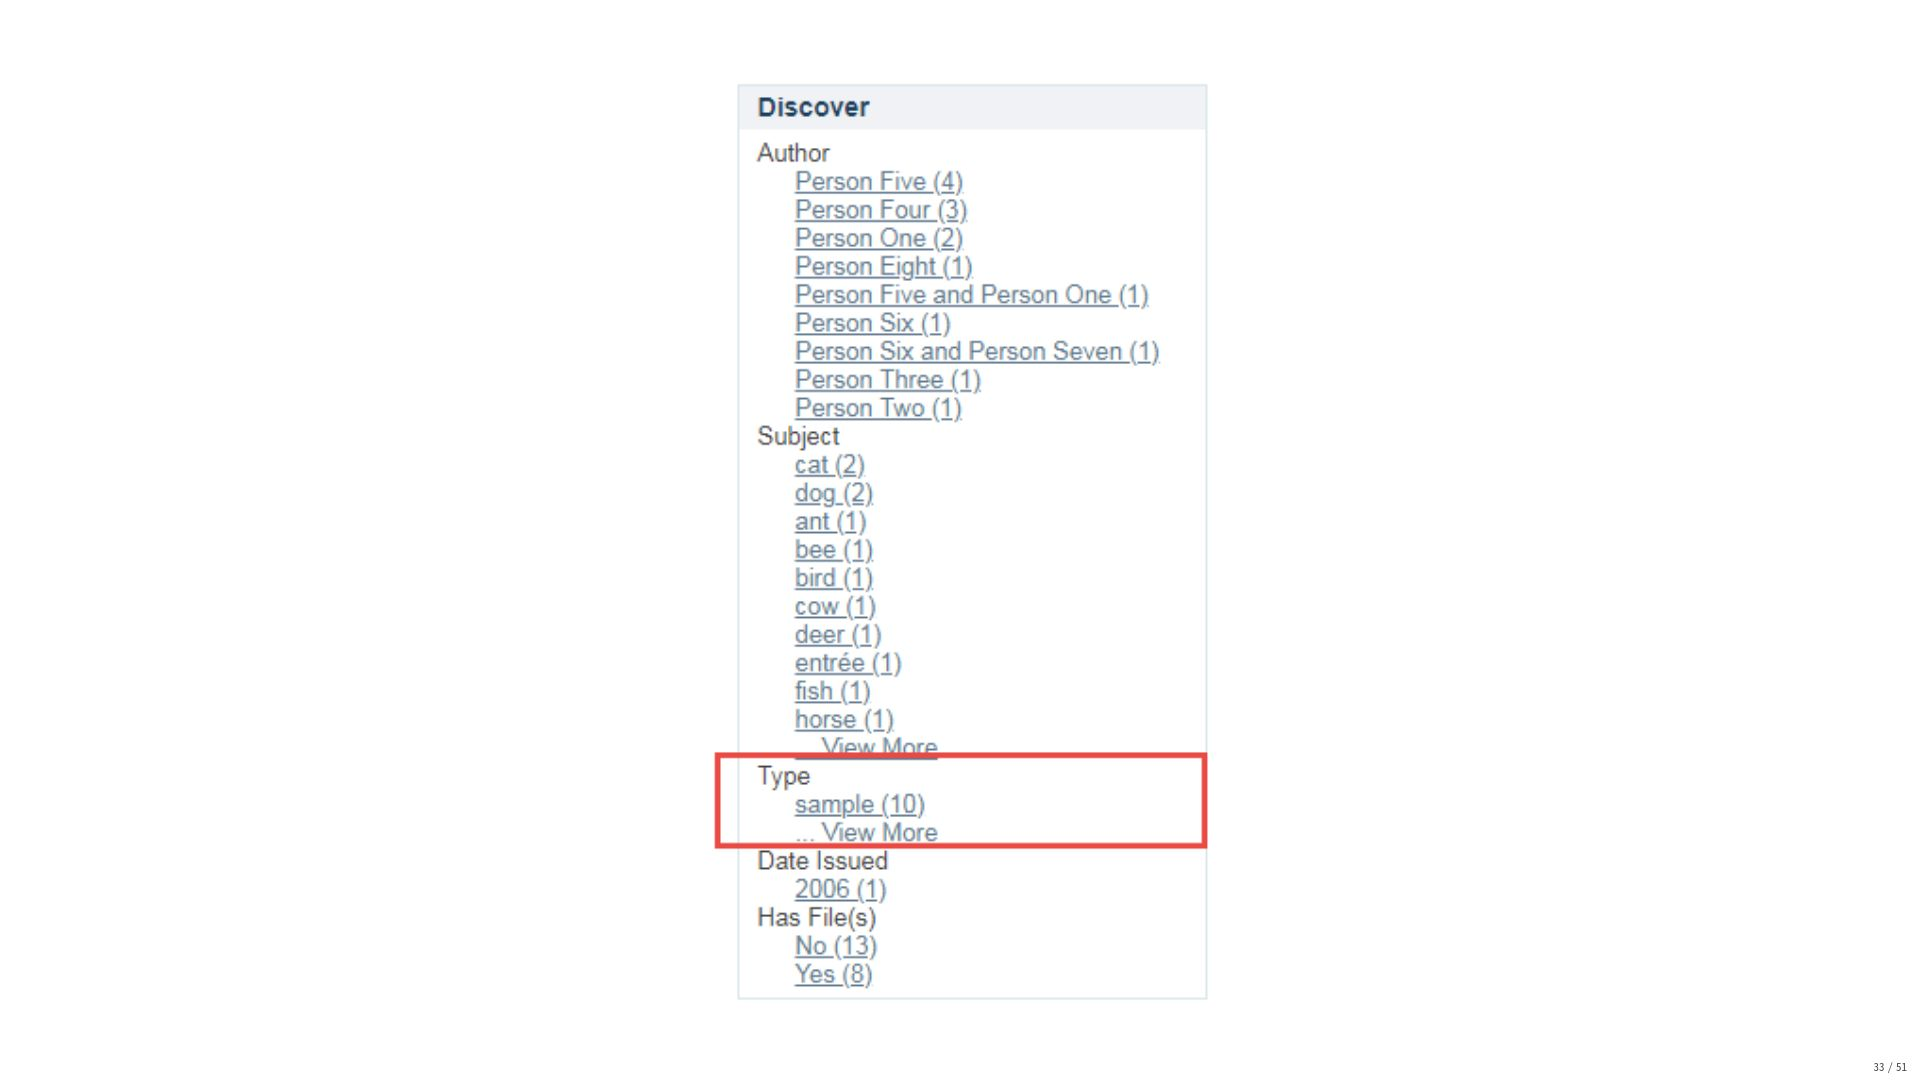 Discover
Author
Person Five (4)
Person Four (3)
Person One (2)
Person Eight (1)
Person Five and Person One (1)
Person Six (1)
Person Six and Person Seven (1)
Person Three (1)
Person Two (1)
Subject
cat (2)
dog (2)
ant (1)
bee (1)
bird (1)
cow (1)
deer (1)
entrée (1)
fish (1)
horse (1)
... View More
Type
sample (10)
... View More
Date Issued
2006 (1)
Has File(s)
No (13)
Yes (8)
33 / 51